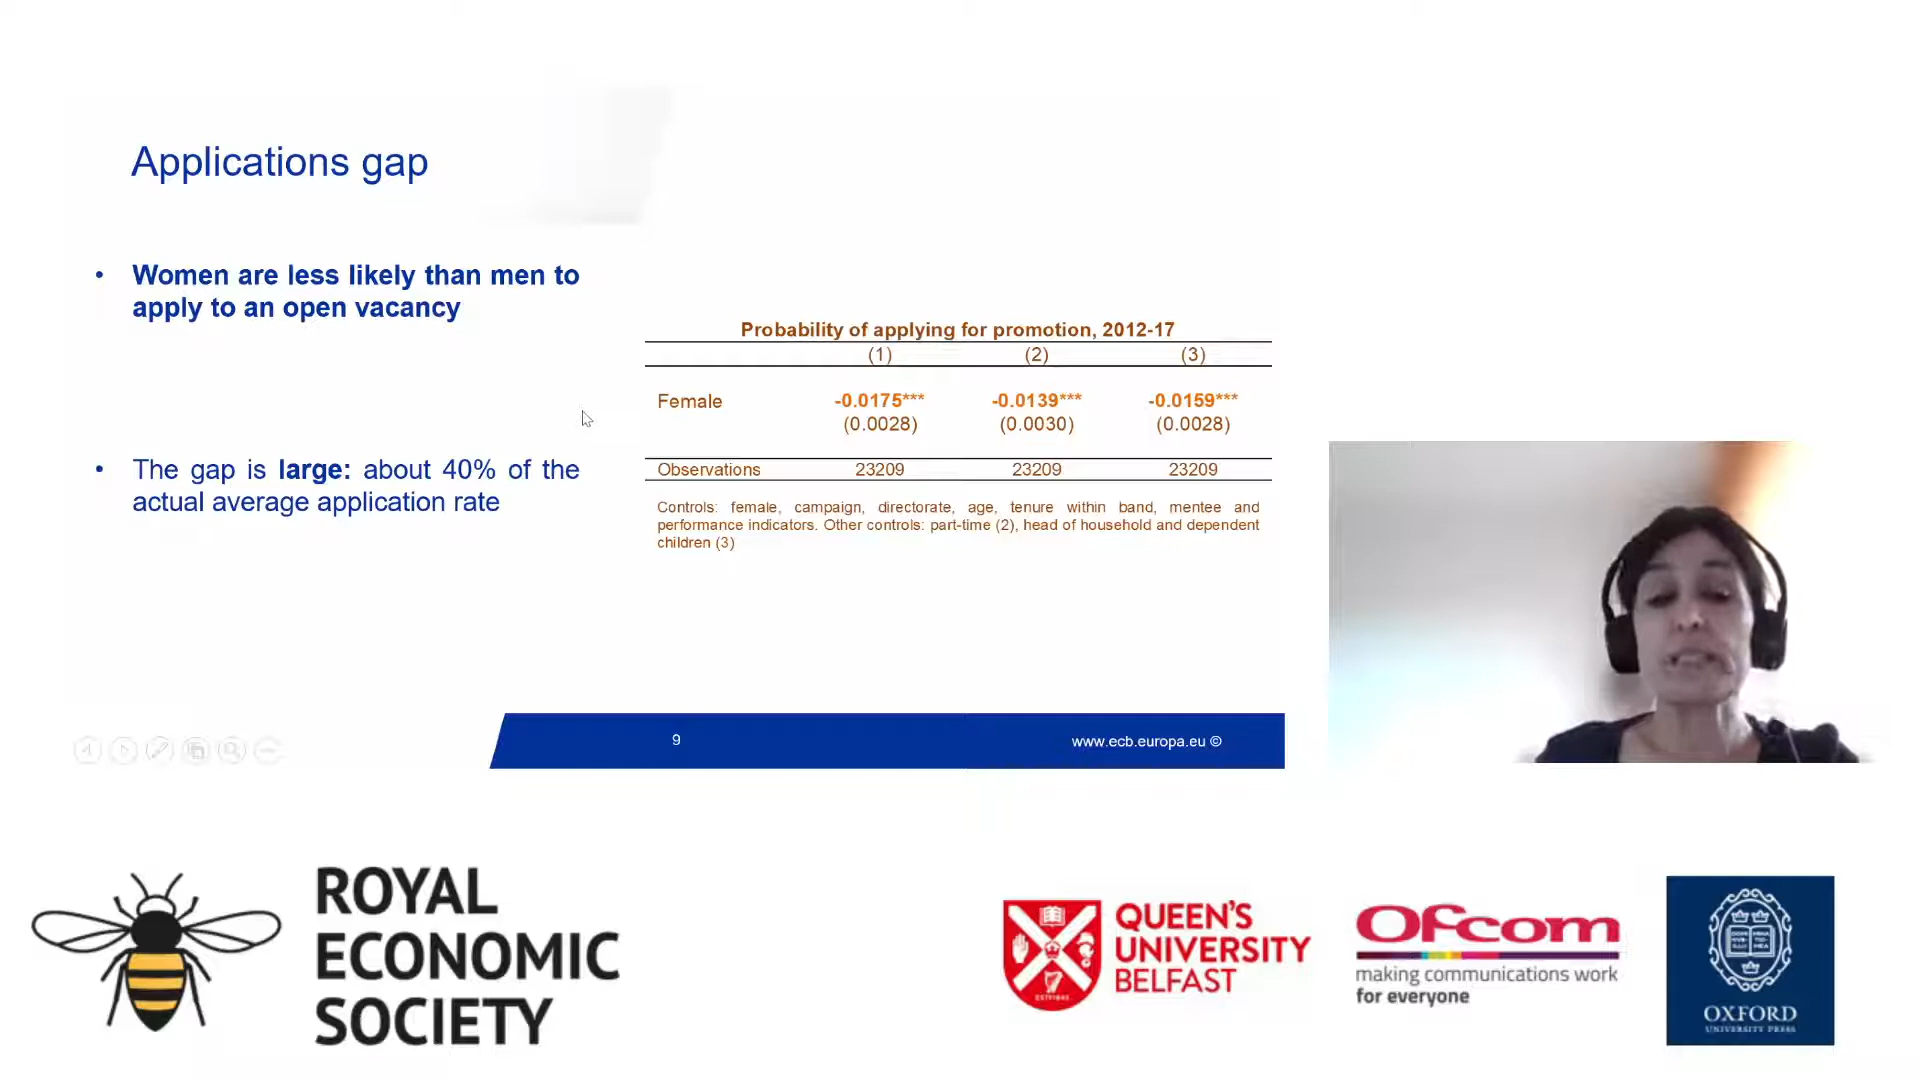 Applications gap
• Women are less likely than men to
apply to an open vacancy
• The gap is large: about 40% of the
actual average application rate
Probability of applying for promotion, 2012-17
(1) (2) (3)
Female -0.0175*** -0.0139*** -0.0159***
(0.0028) (0.0030) (0.0028)
Observations 23209 23209 23209
Controls: female, campaign, directorate, age, tenure within band, mentee and
performance indicators. Other controls: part-time (2), head of household and dependent
children (3)
9
www.ecb.europa.eu ©
ROYAL
ECONOMIC
SOCIETY
QUEEN'S
UNIVERSITY
BELFAST
Ofcom
making communications work
for everyone
OXFORD
UNIVERSITY PRESS